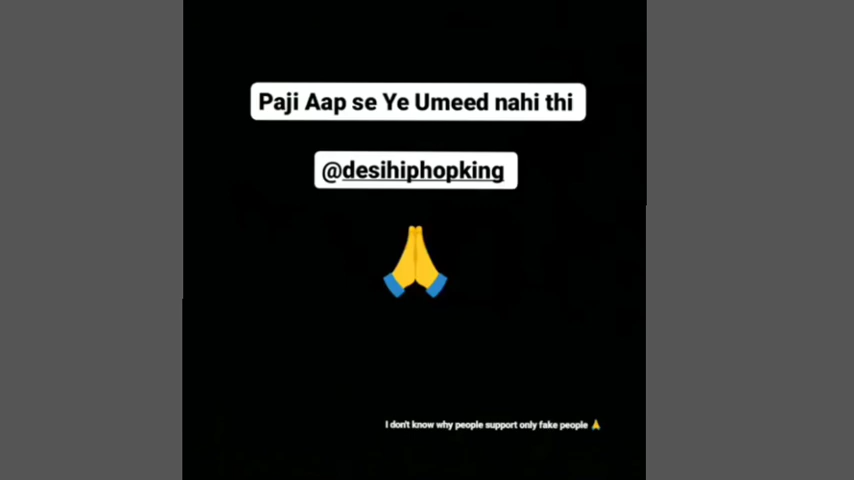 Paji Aap se Ye Umeed nahi thi
@desihiphopking
🙏
I don't know why people support only fake people 🙏